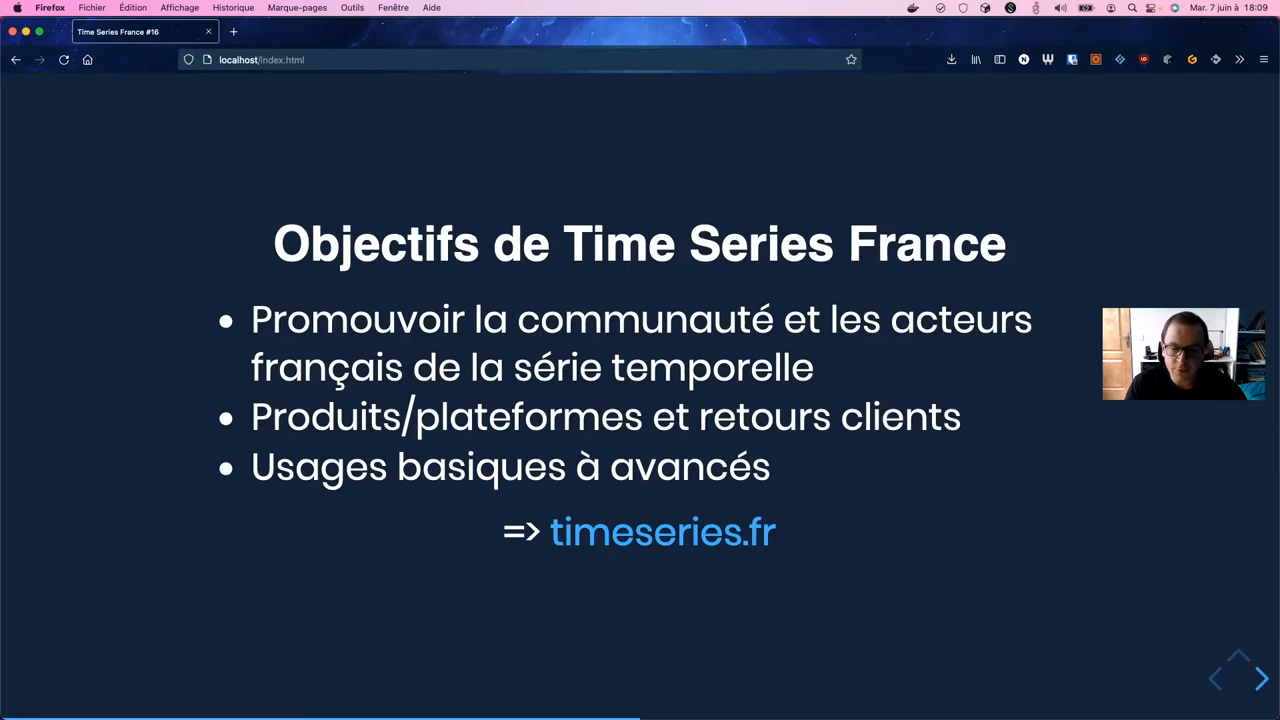 Firefox Fichier Édition Affichage Historique Marque-pages Outils Fenêtre Aide Mar. 7 juin à 18:09
Time Series France #16
localhost/index.html
Objectifs de Time Series France
• Promouvoir la communauté et les acteurs
français de la série temporelle
• Produits/plateformes et retours clients
• Usages basiques à avancés
=> timeseries.fr